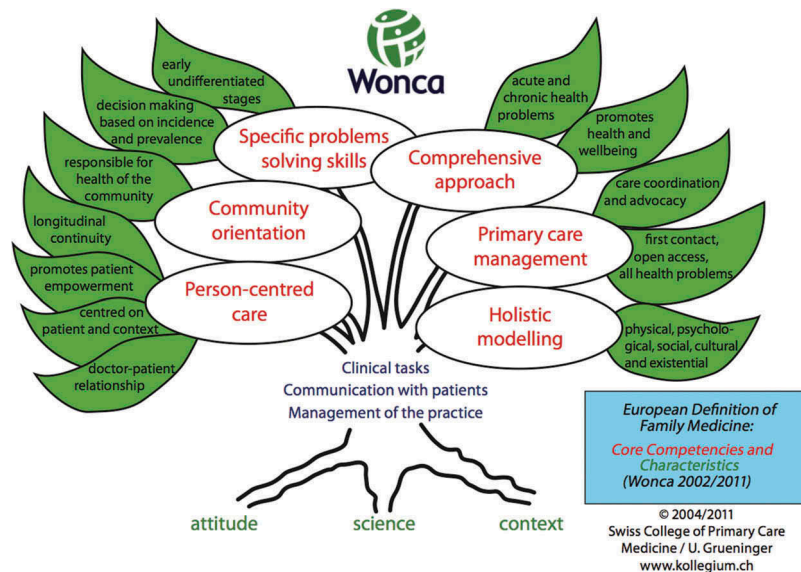 Wonca
early
undifferentiated
stages
decision making
based on incidence
and prevalence
responsible for
health of the
community
longitudinal
continuity
promotes patient
empowerment
centred on
patient and context
doctor-patient
relationship
Specific problems
solving skills
Community
orientation
Person-centred
care
Comprehensive
approach
Primary care
management
Holistic
modelling
acute and
chronic health
problems
promotes
health and
wellbeing
care coordination
and advocacy
first contact,
open access,
all health problems
physical, psycholo-
gical, social, cultural
and existential
Clinical tasks
Communication with patients
Management of the practice
attitude
science
context
European Definition of
Family Medicine:
Core Competencies and
Characteristics
(Wonca 2002/2011)
© 2004/2011
Swiss College of Primary Care
Medicine / U. Grueninger
www.kollegium.ch